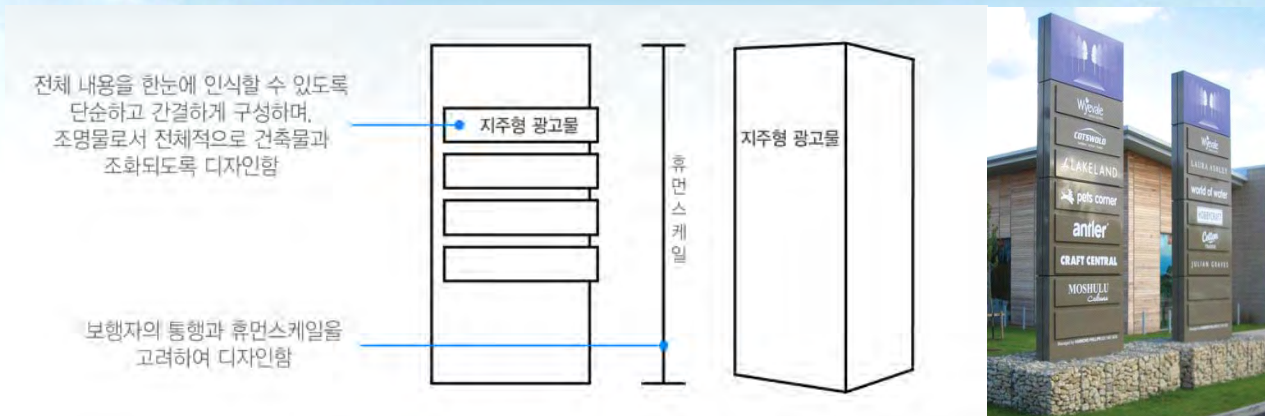 전체 내용을 한눈에 인식할 수 있도록
단순하고 간결하게 구성하며,
조명물로서 전체적으로 건축물과
조화되도록 디자인함
보행자의 통행과 휴먼스케일을
고려하여 디자인함
지주형 광고물
휴먼스케일
지주형 광고물
Wyevale
COTSWOLD
LAKELAND
pets corner
antler
CRAFT CENTRAL
MOSHULU
Wyevale
LAURA ASHLEY
world of water
HOBBYCRAFT
Cotton
JULIAN GRAVES